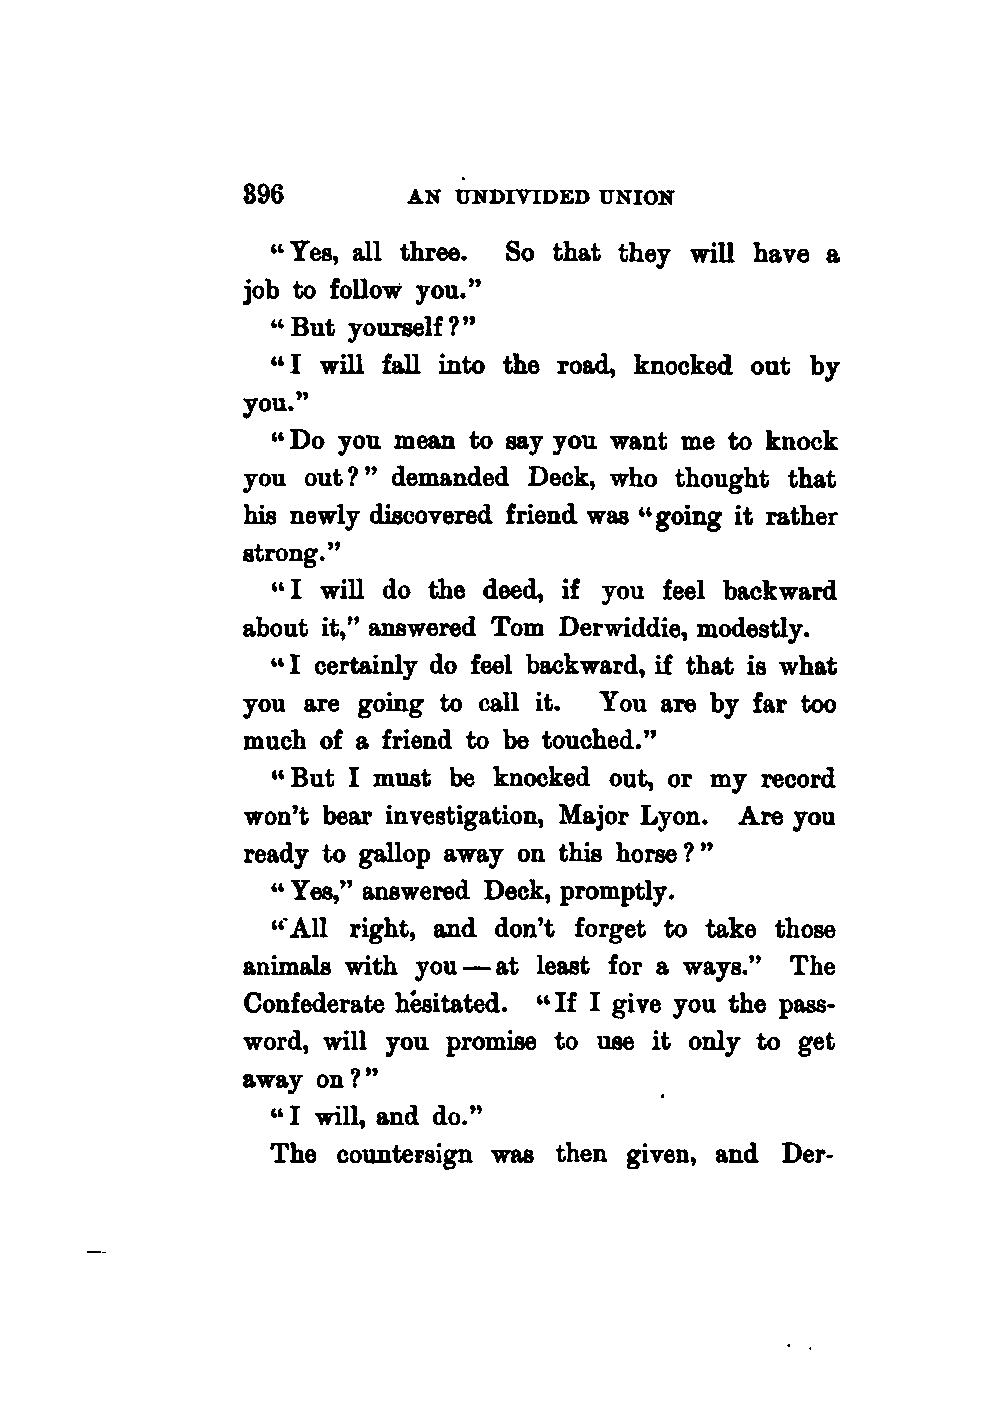 396 AN UNDIVIDED UNION
“Yes, all three. So that they will have a
job to follow you.”
“But yourself?”
“I will fall into the road, knocked out by
you.”
“Do you mean to say you want me to knock
you out?” demanded Deck, who thought that
his newly discovered friend was “going it rather
strong.”
“I will do the deed, if you feel backward
about it,” answered Tom Derwiddie, modestly.
“I certainly do feel backward, if that is what
you are going to call it. You are by far too
much of a friend to be touched.”
“But I must be knocked out, or my record
won’t bear investigation, Major Lyon. Are you
ready to gallop away on this horse?”
“Yes,” answered Deck, promptly.
“All right, and don’t forget to take those
animals with you—at least for a ways.” The
Confederate hesitated. “If I give you the pass-
word, will you promise to use it only to get
away on?”
“I will, and do.”
The countersign was then given, and Der-